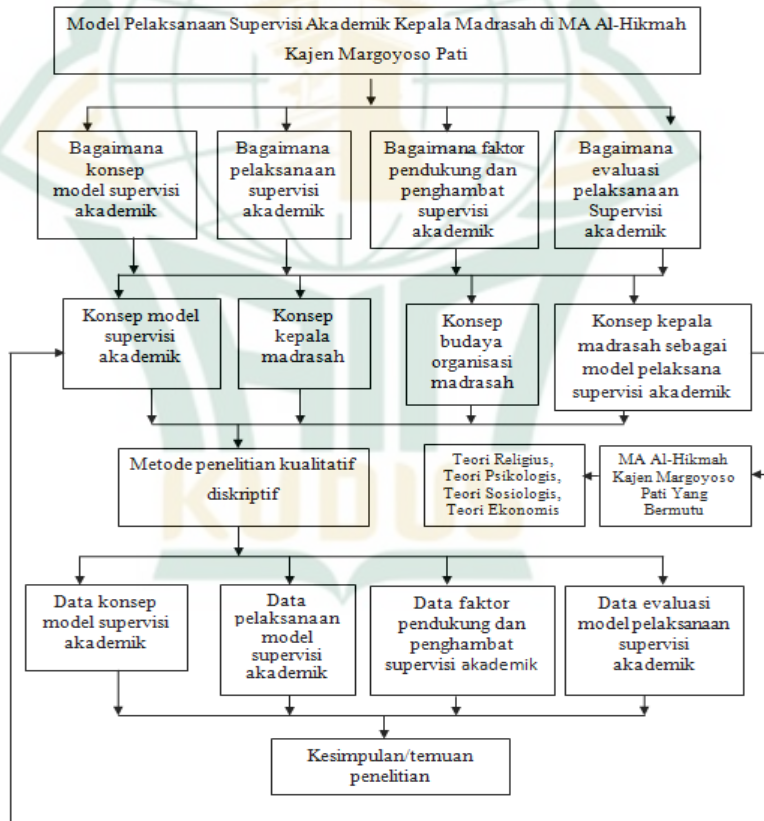 Model Pelaksanaan Supervisi Akademik Kepala Madrasah di MA Al-Hikmah
Kajen Margoyoso Pati
Bagaimana
konsep
model supervisi
akademik
Bagaimana
pelaksanaan
supervisi
akademik
Bagaimana faktor
pendukung dan
penghambat
supervisi
akademik
Bagaimana
evaluasi
pelaksanaan
Supervisi
akademik
Konsep model
supervisi
akademik
Konsep
kepala
madrasah
Konsep
budaya
organisasi
madrasah
Konsep kepala
madrasah sebagai
model pelaksana
supervisi akademik
Metode penelitian kualitatif
diskriptif
Teori Religius,
Teori Psikologis,
Teori Sosiologis,
Teori Ekonomis
MA Al-Hikmah
Kajen Margoyoso
Pati Yang
Bermutu
KUDUS
Data konsep
model supervisi
akademik
Data
pelaksanaan
model
supervisi
akademik
Data faktor
pendukung dan
penghambat
supervisi akademik
Data evaluasi
model pelaksanaan
supervisi
akademik
Kesimpulan/temuan
penelitian